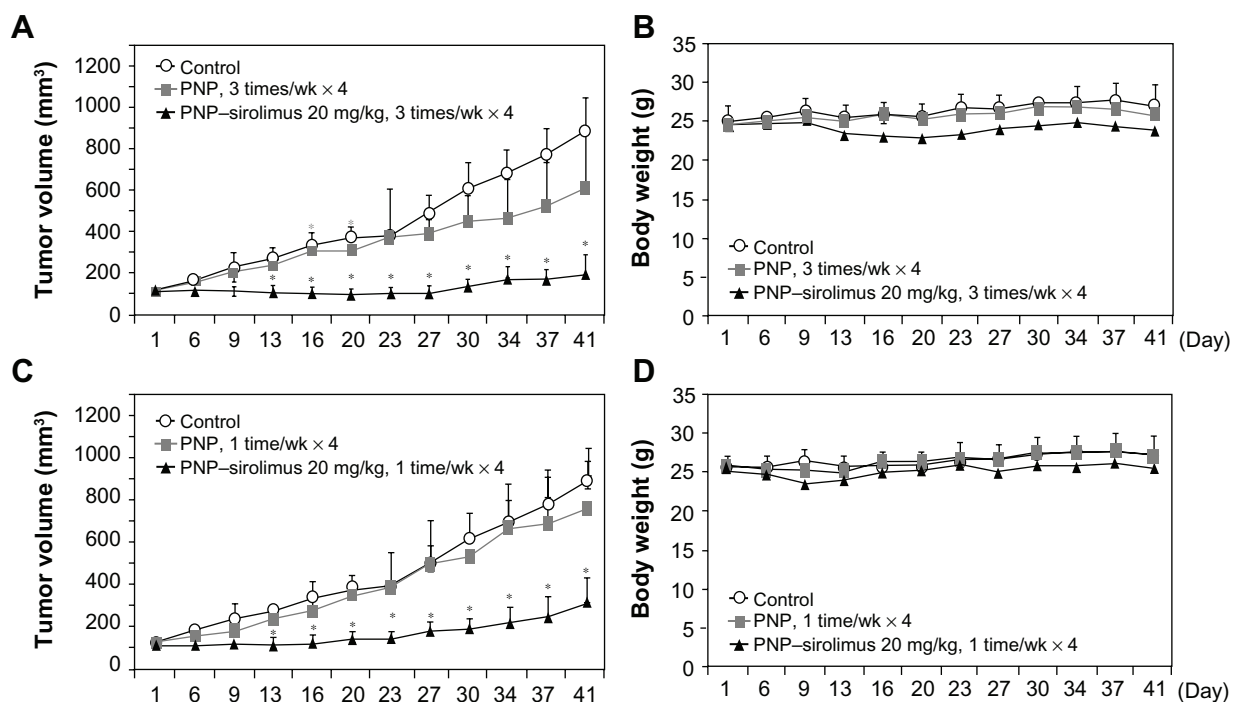 A
Tumor volume (mm³)
1200
1000
800
600
400
200
0
Control
PNP, 3 times/wk × 4
PNP–sirolimus 20 mg/kg, 3 times/wk × 4
* *
* * * * * * * * *
1 6 9 13 16 20 23 27 30 34 37 41
B
Body weight (g)
35
30
25
20
15
10
5
0
Control
PNP, 3 times/wk × 4
PNP–sirolimus 20 mg/kg, 3 times/wk × 4
1 6 9 13 16 20 23 27 30 34 37 41 (Day)
C
Tumor volume (mm³)
1200
1000
800
600
400
200
0
Control
PNP, 1 time/wk × 4
PNP–sirolimus 20 mg/kg, 1 time/wk × 4
* * * * * * * * *
1 6 9 13 16 20 23 27 30 34 37 41
D
Body weight (g)
35
30
25
20
15
10
5
0
Control
PNP, 1 time/wk × 4
PNP–sirolimus 20 mg/kg, 1 time/wk × 4
1 6 9 13 16 20 23 27 30 34 37 41 (Day)